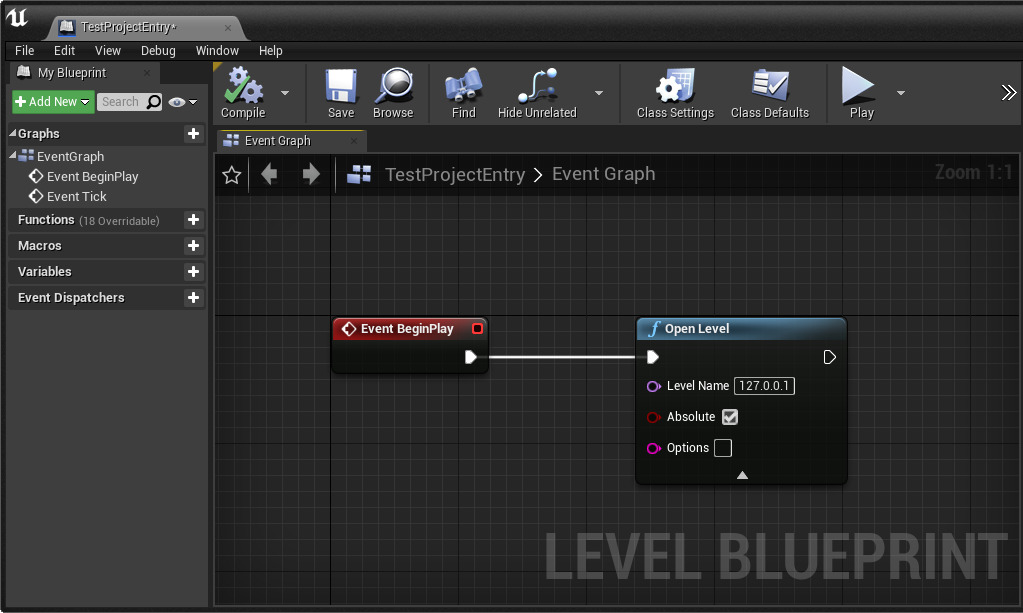 TestProjectEntry*
File Edit View Debug Window Help
My Blueprint
Add New Search
Graphs
EventGraph
Event BeginPlay
Event Tick
Functions (18 Overridable)
Macros
Variables
Event Dispatchers
Compile Save Browse Find Hide Unrelated Class Settings Class Defaults Play
Event Graph
TestProjectEntry > Event Graph Zoom 1:1
Event BeginPlay
f Open Level
Level Name 127.0.0.1
Absolute
Options
LEVEL BLUEPRINT